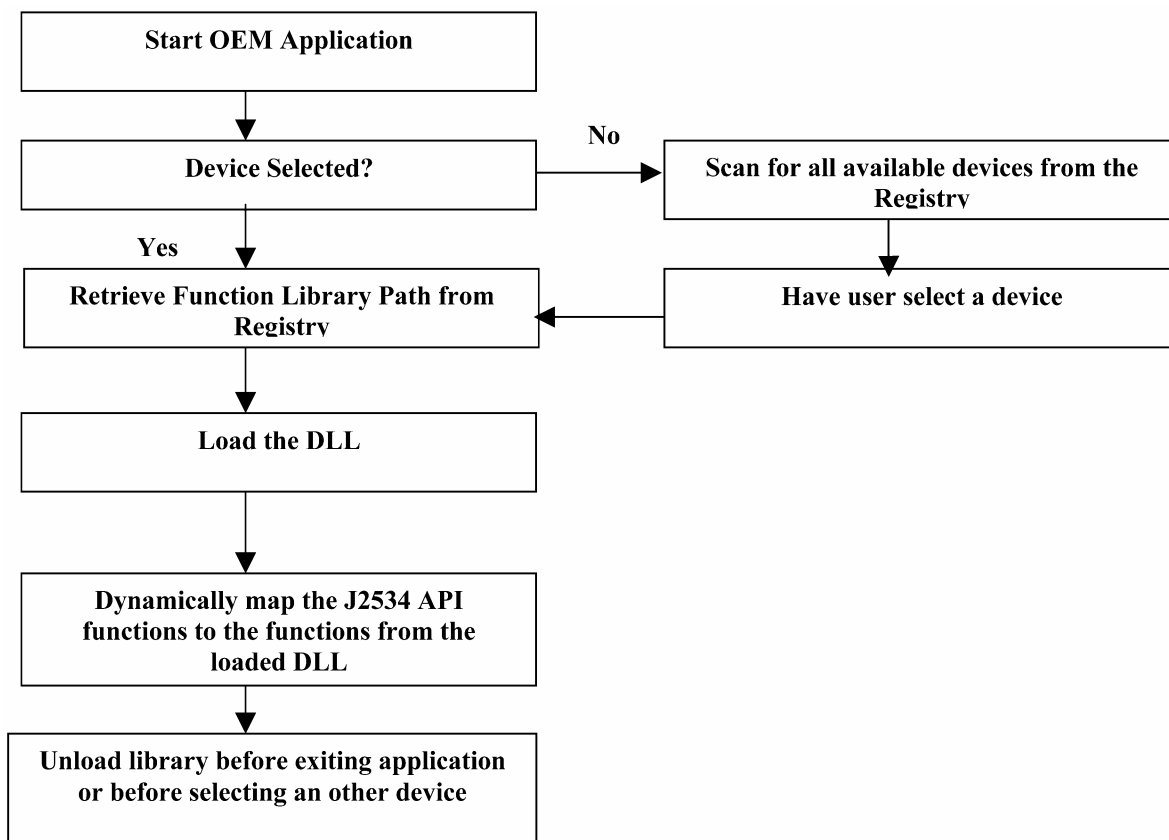 Start OEM Application
Device Selected?
No
Scan for all available devices from the
Registry
Yes
Retrieve Function Library Path from
Registry
Have user select a device
Load the DLL
Dynamically map the J2534 API
functions to the functions from the
loaded DLL
Unload library before exiting application
or before selecting an other device